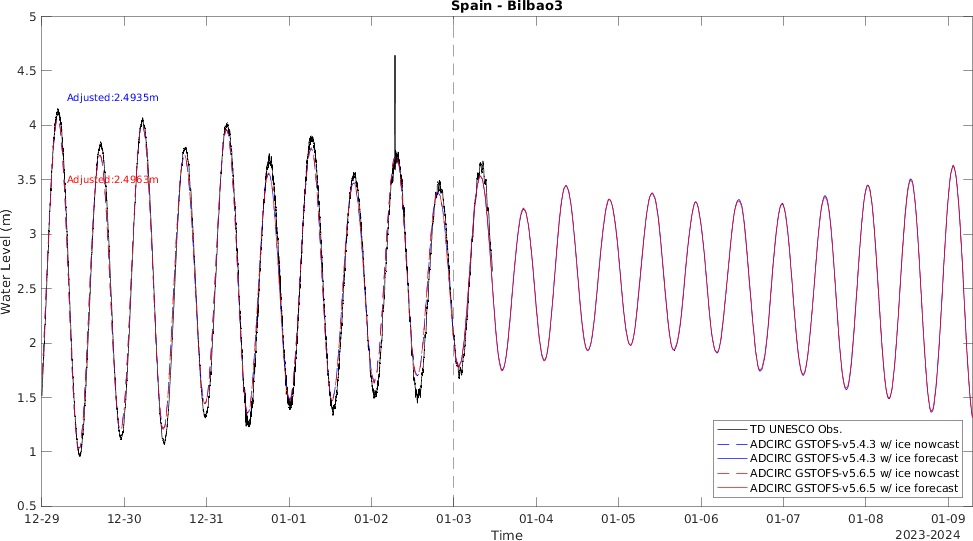 Spain - Bilbao3
5
4.5
4
3.5
3
2.5
2
1.5
1
0.5
Water Level (m)
Adjusted:2.4935m
Adjusted:2.4963m
TD UNESCO Obs.
ADCIRC GSTOFS-v5.4.3 w/ ice nowcast
ADCIRC GSTOFS-v5.4.3 w/ ice forecast
ADCIRC GSTOFS-v5.6.5 w/ ice nowcast
ADCIRC GSTOFS-v5.6.5 w/ ice forecast
12-29 12-30 12-31 01-01 01-02 01-03 01-04 01-05 01-06 01-07 01-08 01-09
Time
2023-2024